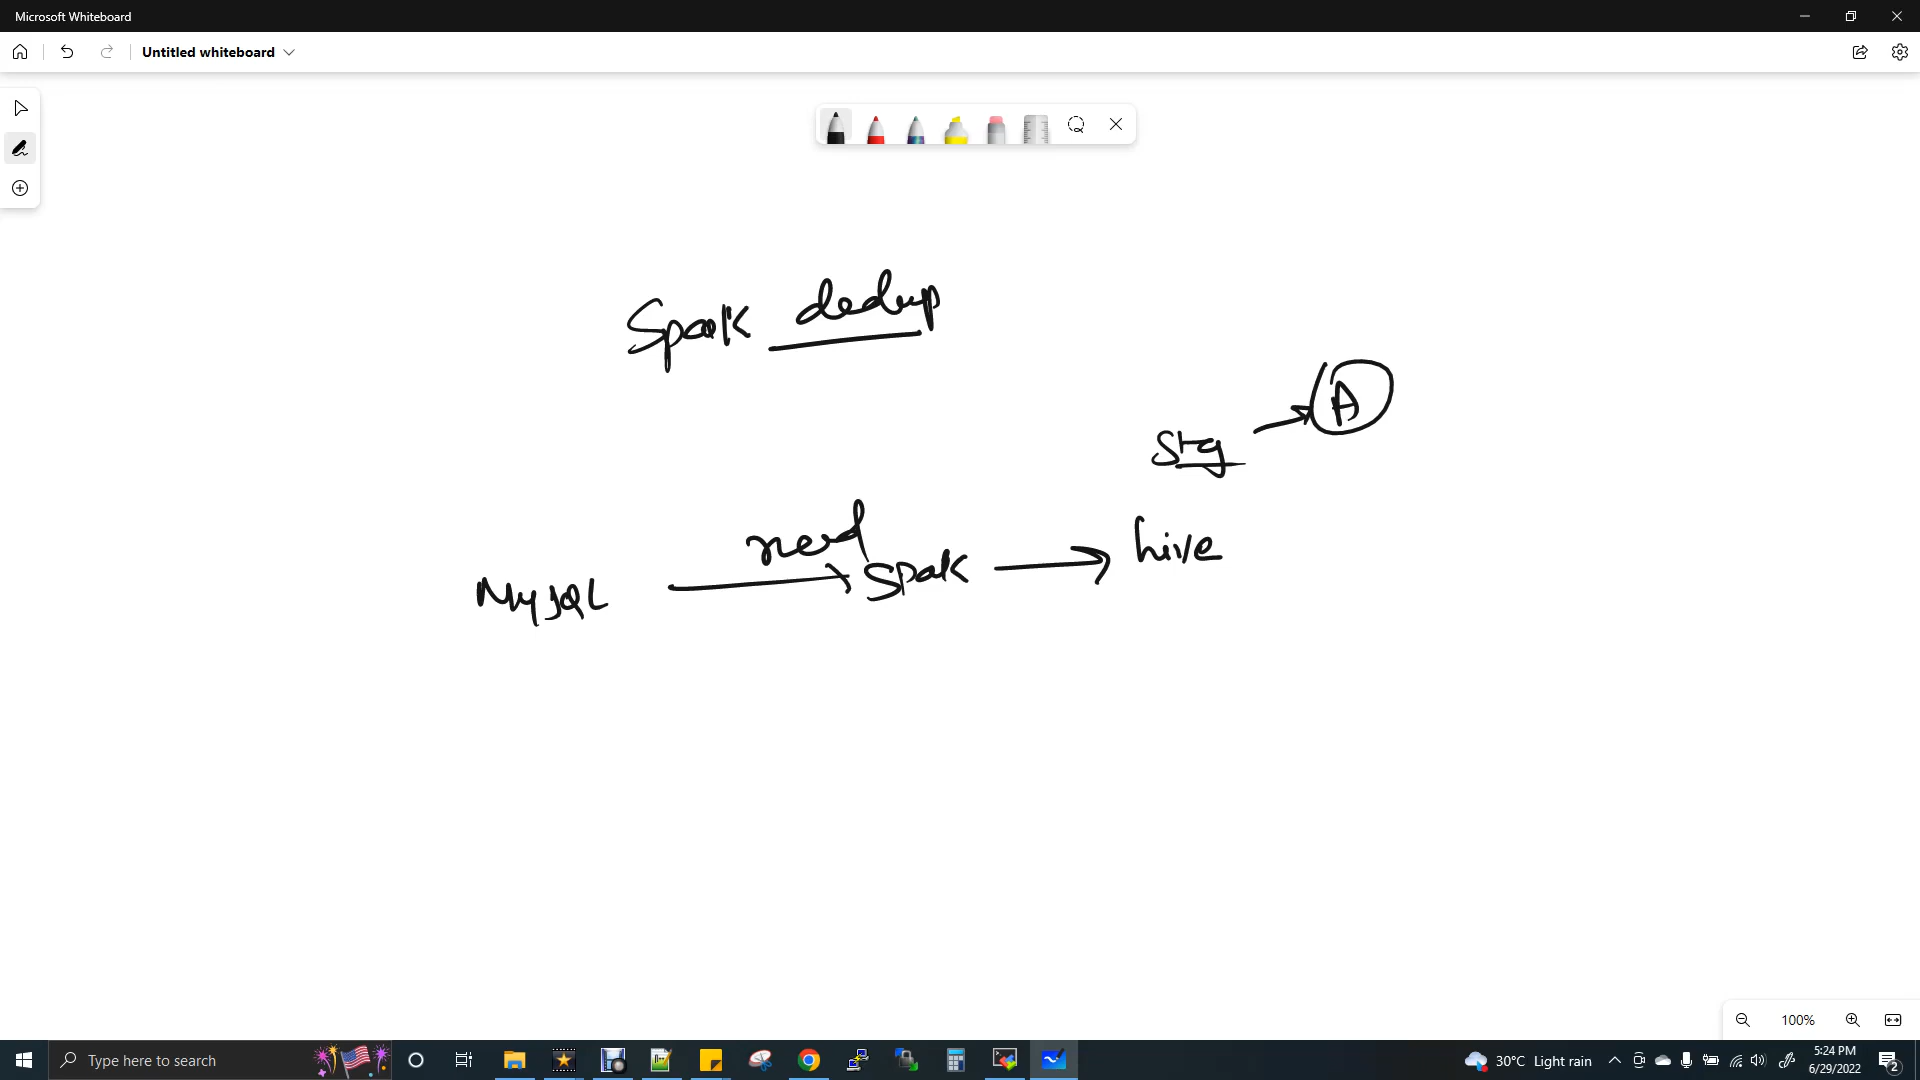 Microsoft Whiteboard
Untitled whiteboard
Spark dedup
A
Stg
read
hive
Spark
MySQL
100%
Type here to search
30°C Light rain
5:24 PM
6/29/2022
2